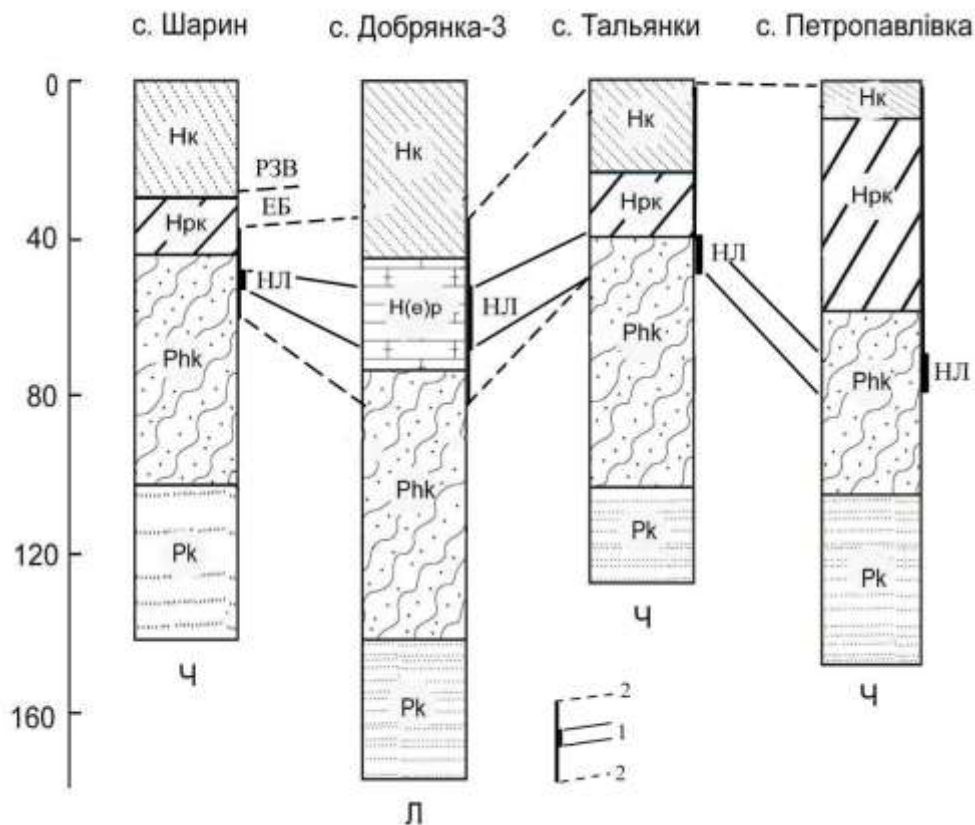 с. Шарин с. Добрянка-3 с. Тальянки с. Петропавлівка
0
40
80
120
160
Нк
РЗВ
Нрк
ЕБ
НЛ
Phk
Pk
Ч
Нк
Н(е)р
НЛ
Phk
Pk
Л
Нк
Нрк
НЛ
Phk
Pk
Ч
Нк
Нрк
Phk
НЛ
Pk
Ч
2
1
2